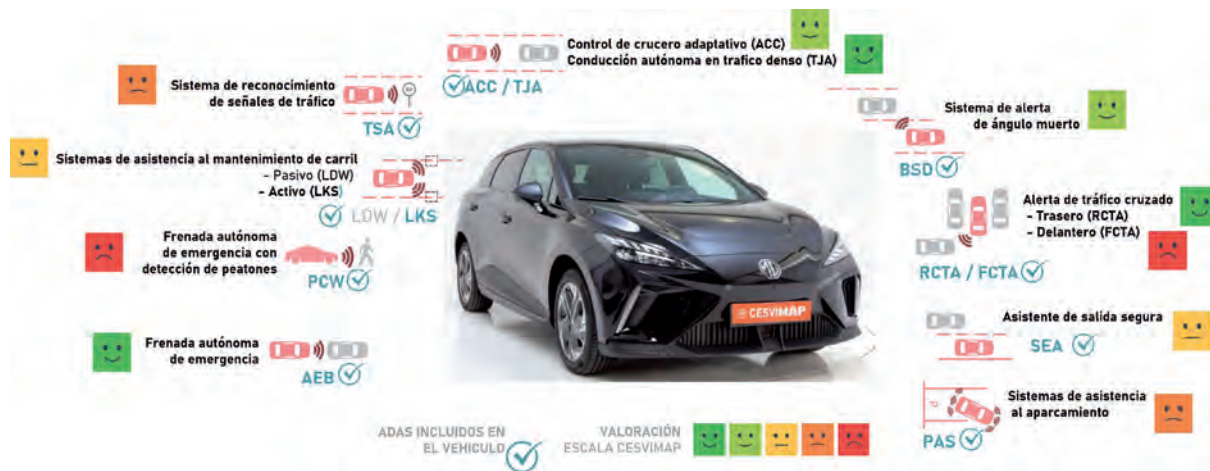 Control de crucero adaptativo (ACC)
Conducción autónoma en trafico denso (TJA)
ACC / TJA
Sistema de reconocimiento
de señales de tráfico
TSA
Sistema de alerta
de ángulo muerto
BSD
Sistemas de asistencia al mantenimiento de carril
- Pasivo (LDW)
- Activo (LKS)
LDW / LKS
Alerta de tráfico cruzado
- Trasero (RCTA)
- Delantero (FCTA)
RCTA / FCTA
Frenada autónoma
de emergencia con
detección de peatones
PCW
Asistente de salida segura
SEA
Frenada autónoma
de emergencia
AEB
Sistemas de asistencia
al aparcamiento
PAS
MG
CESVIMAP
ADAS INCLUIDOS EN
EL VEHICULO
VALORACIÓN
ESCALA CESVIMAP